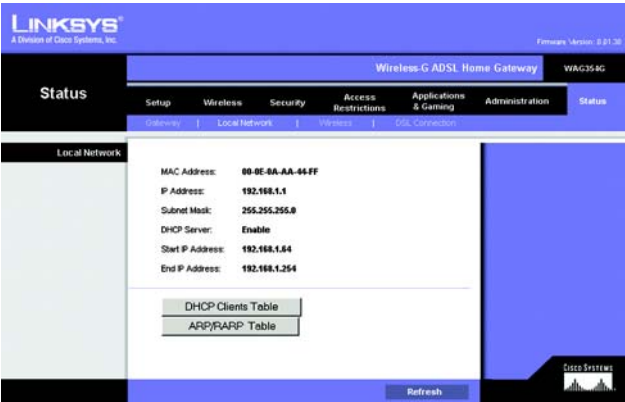 LINKSYS®
A Division of Cisco Systems, Inc.
Firmware Version: 0.01.30
Wireless-G ADSL Home Gateway WAG354G
Status
Setup Wireless Security Access Restrictions Applications & Gaming Administration Status
Gateway | Local Network | Wireless | DSL Connection
Local Network
MAC Address: 00-0E-0A-AA-44-FF
IP Address: 192.168.1.1
Subnet Mask: 255.255.255.0
DHCP Server: Enable
Start IP Address: 192.168.1.64
End IP Address: 192.168.1.254
DHCP Clients Table
ARP/RARP Table
Refresh
CISCO SYSTEMS